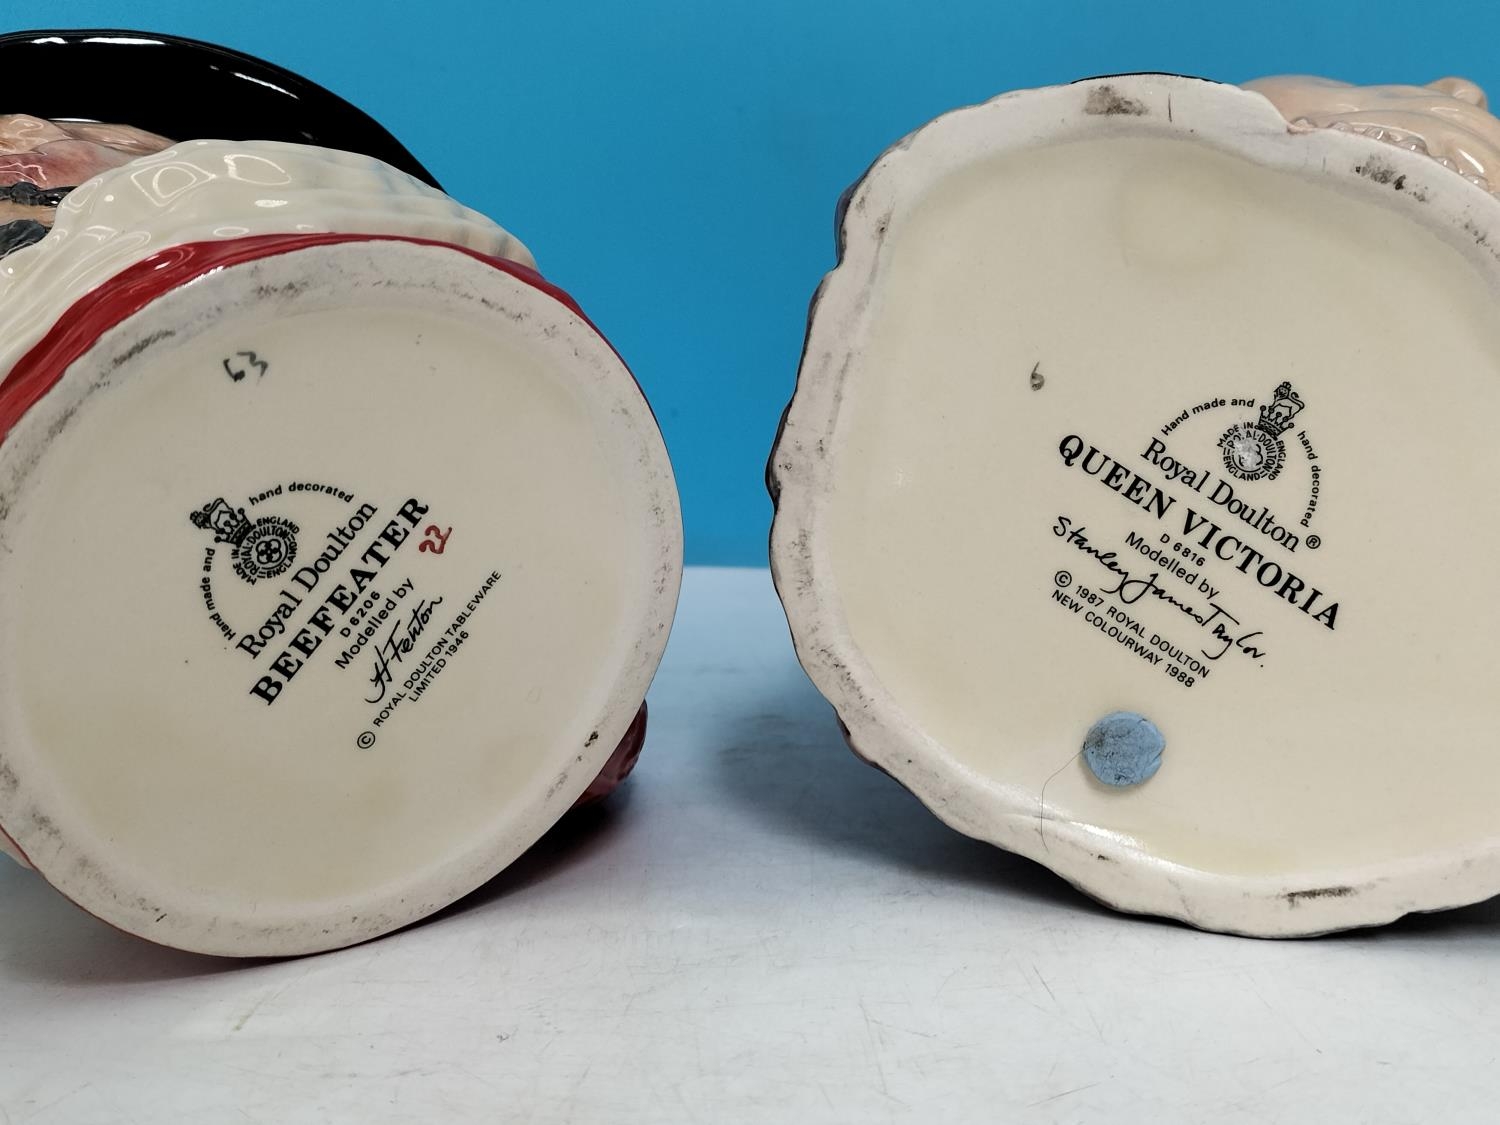 63
Hand made and hand decorated
MADE IN ENGLAND
ROYAL·DOULTON
ENGLAND
Royal Doulton
BEEFEATER
22
D 6206
Modelled by
H Fenton
© ROYAL DOULTON TABLEWARE
LIMITED 1946
6
Hand made and hand decorated
MADE IN ENGLAND
ROYAL·DOULTON
ENGLAND
Royal Doulton ®
QUEEN VICTORIA
D 6816
Modelled by
Stanley James Taylor.
© 1987 ROYAL DOULTON
NEW COLOURWAY 1988